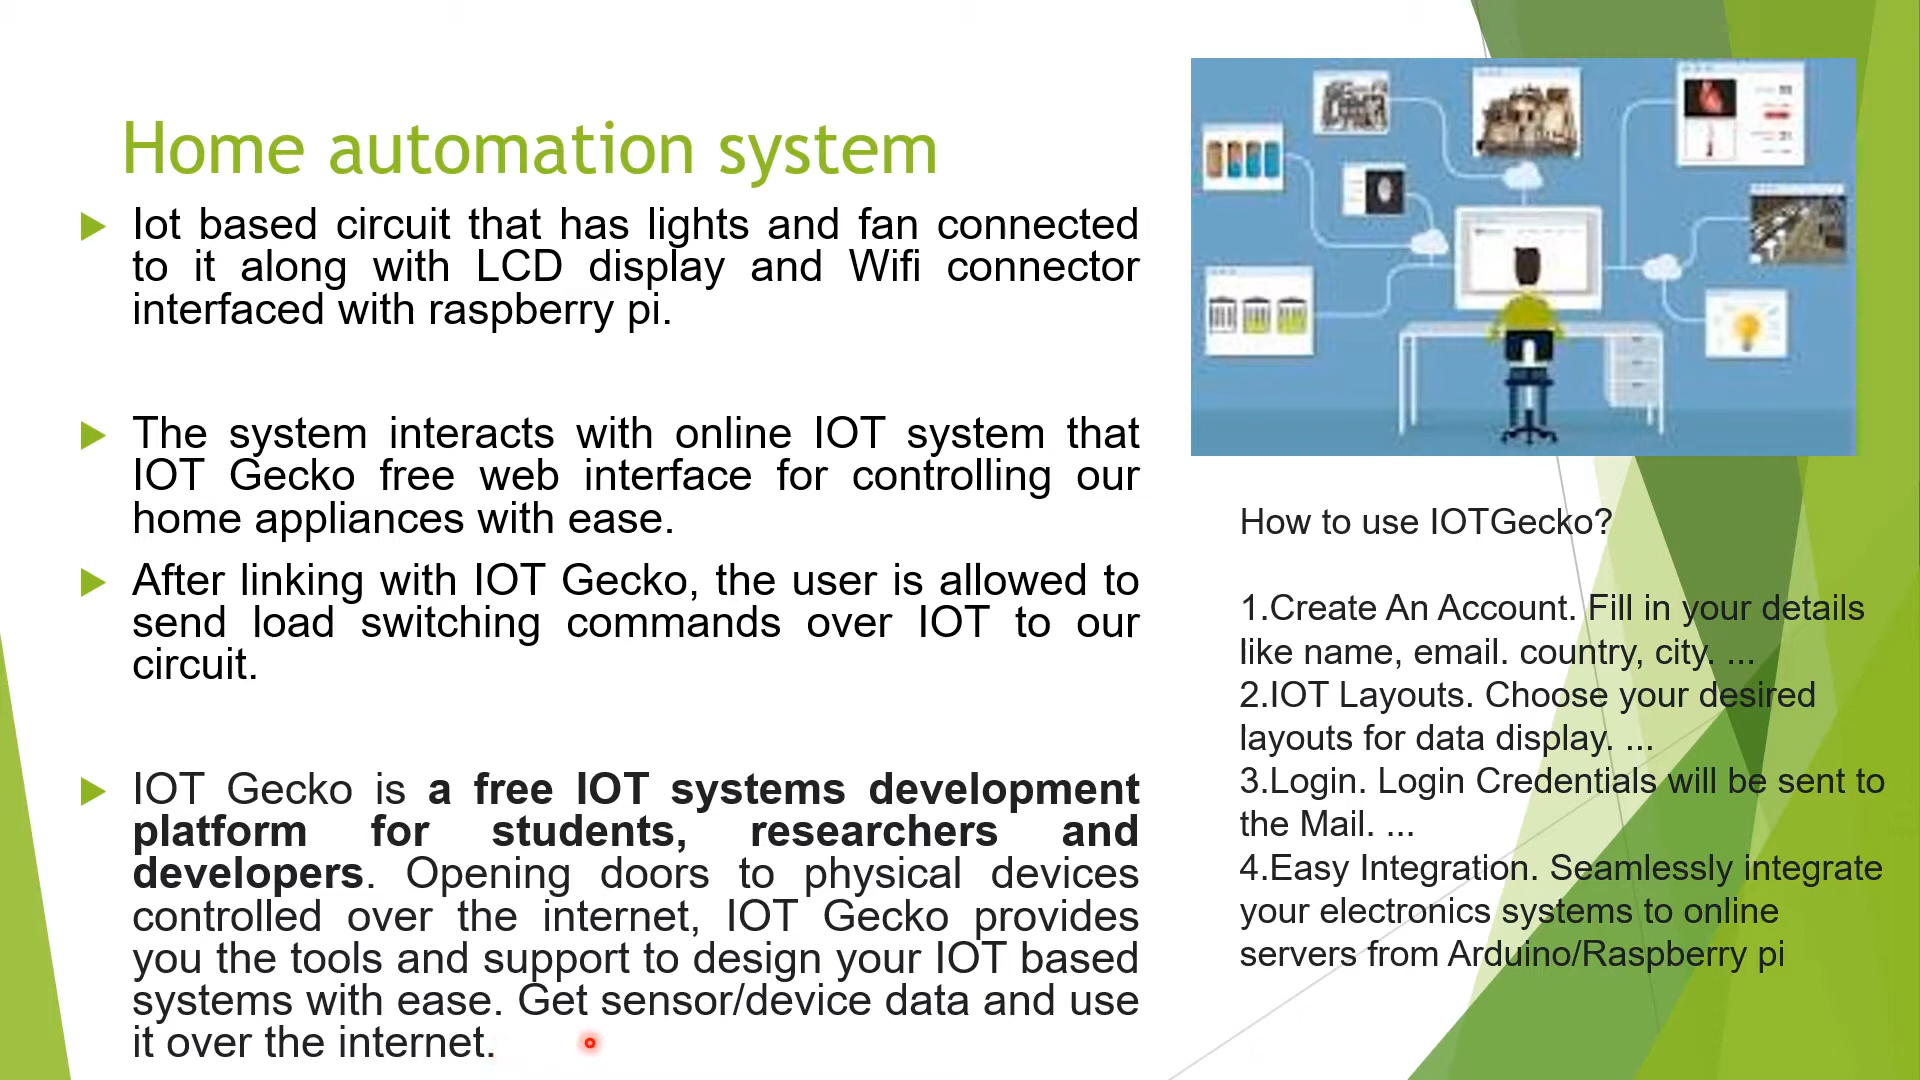 Home automation system
Iot based circuit that has lights and fan connected
to it along with LCD display and Wifi connector
interfaced with raspberry pi.
The system interacts with online IOT system that
IOT Gecko free web interface for controlling our
home appliances with ease.
After linking with IOT Gecko, the user is allowed to
send load switching commands over IOT to our
circuit.
IOT Gecko is a free IOT systems development
platform for students, researchers and
developers. Opening doors to physical devices
controlled over the internet, IOT Gecko provides
you the tools and support to design your IOT based
systems with ease. Get sensor/device data and use
it over the internet.
How to use IOTGecko?
1.Create An Account. Fill in your details
like name, email. country, city. ...
2.IOT Layouts. Choose your desired
layouts for data display. ...
3.Login. Login Credentials will be sent to
the Mail. ...
4.Easy Integration. Seamlessly integrate
your electronics systems to online
servers from Arduino/Raspberry pi